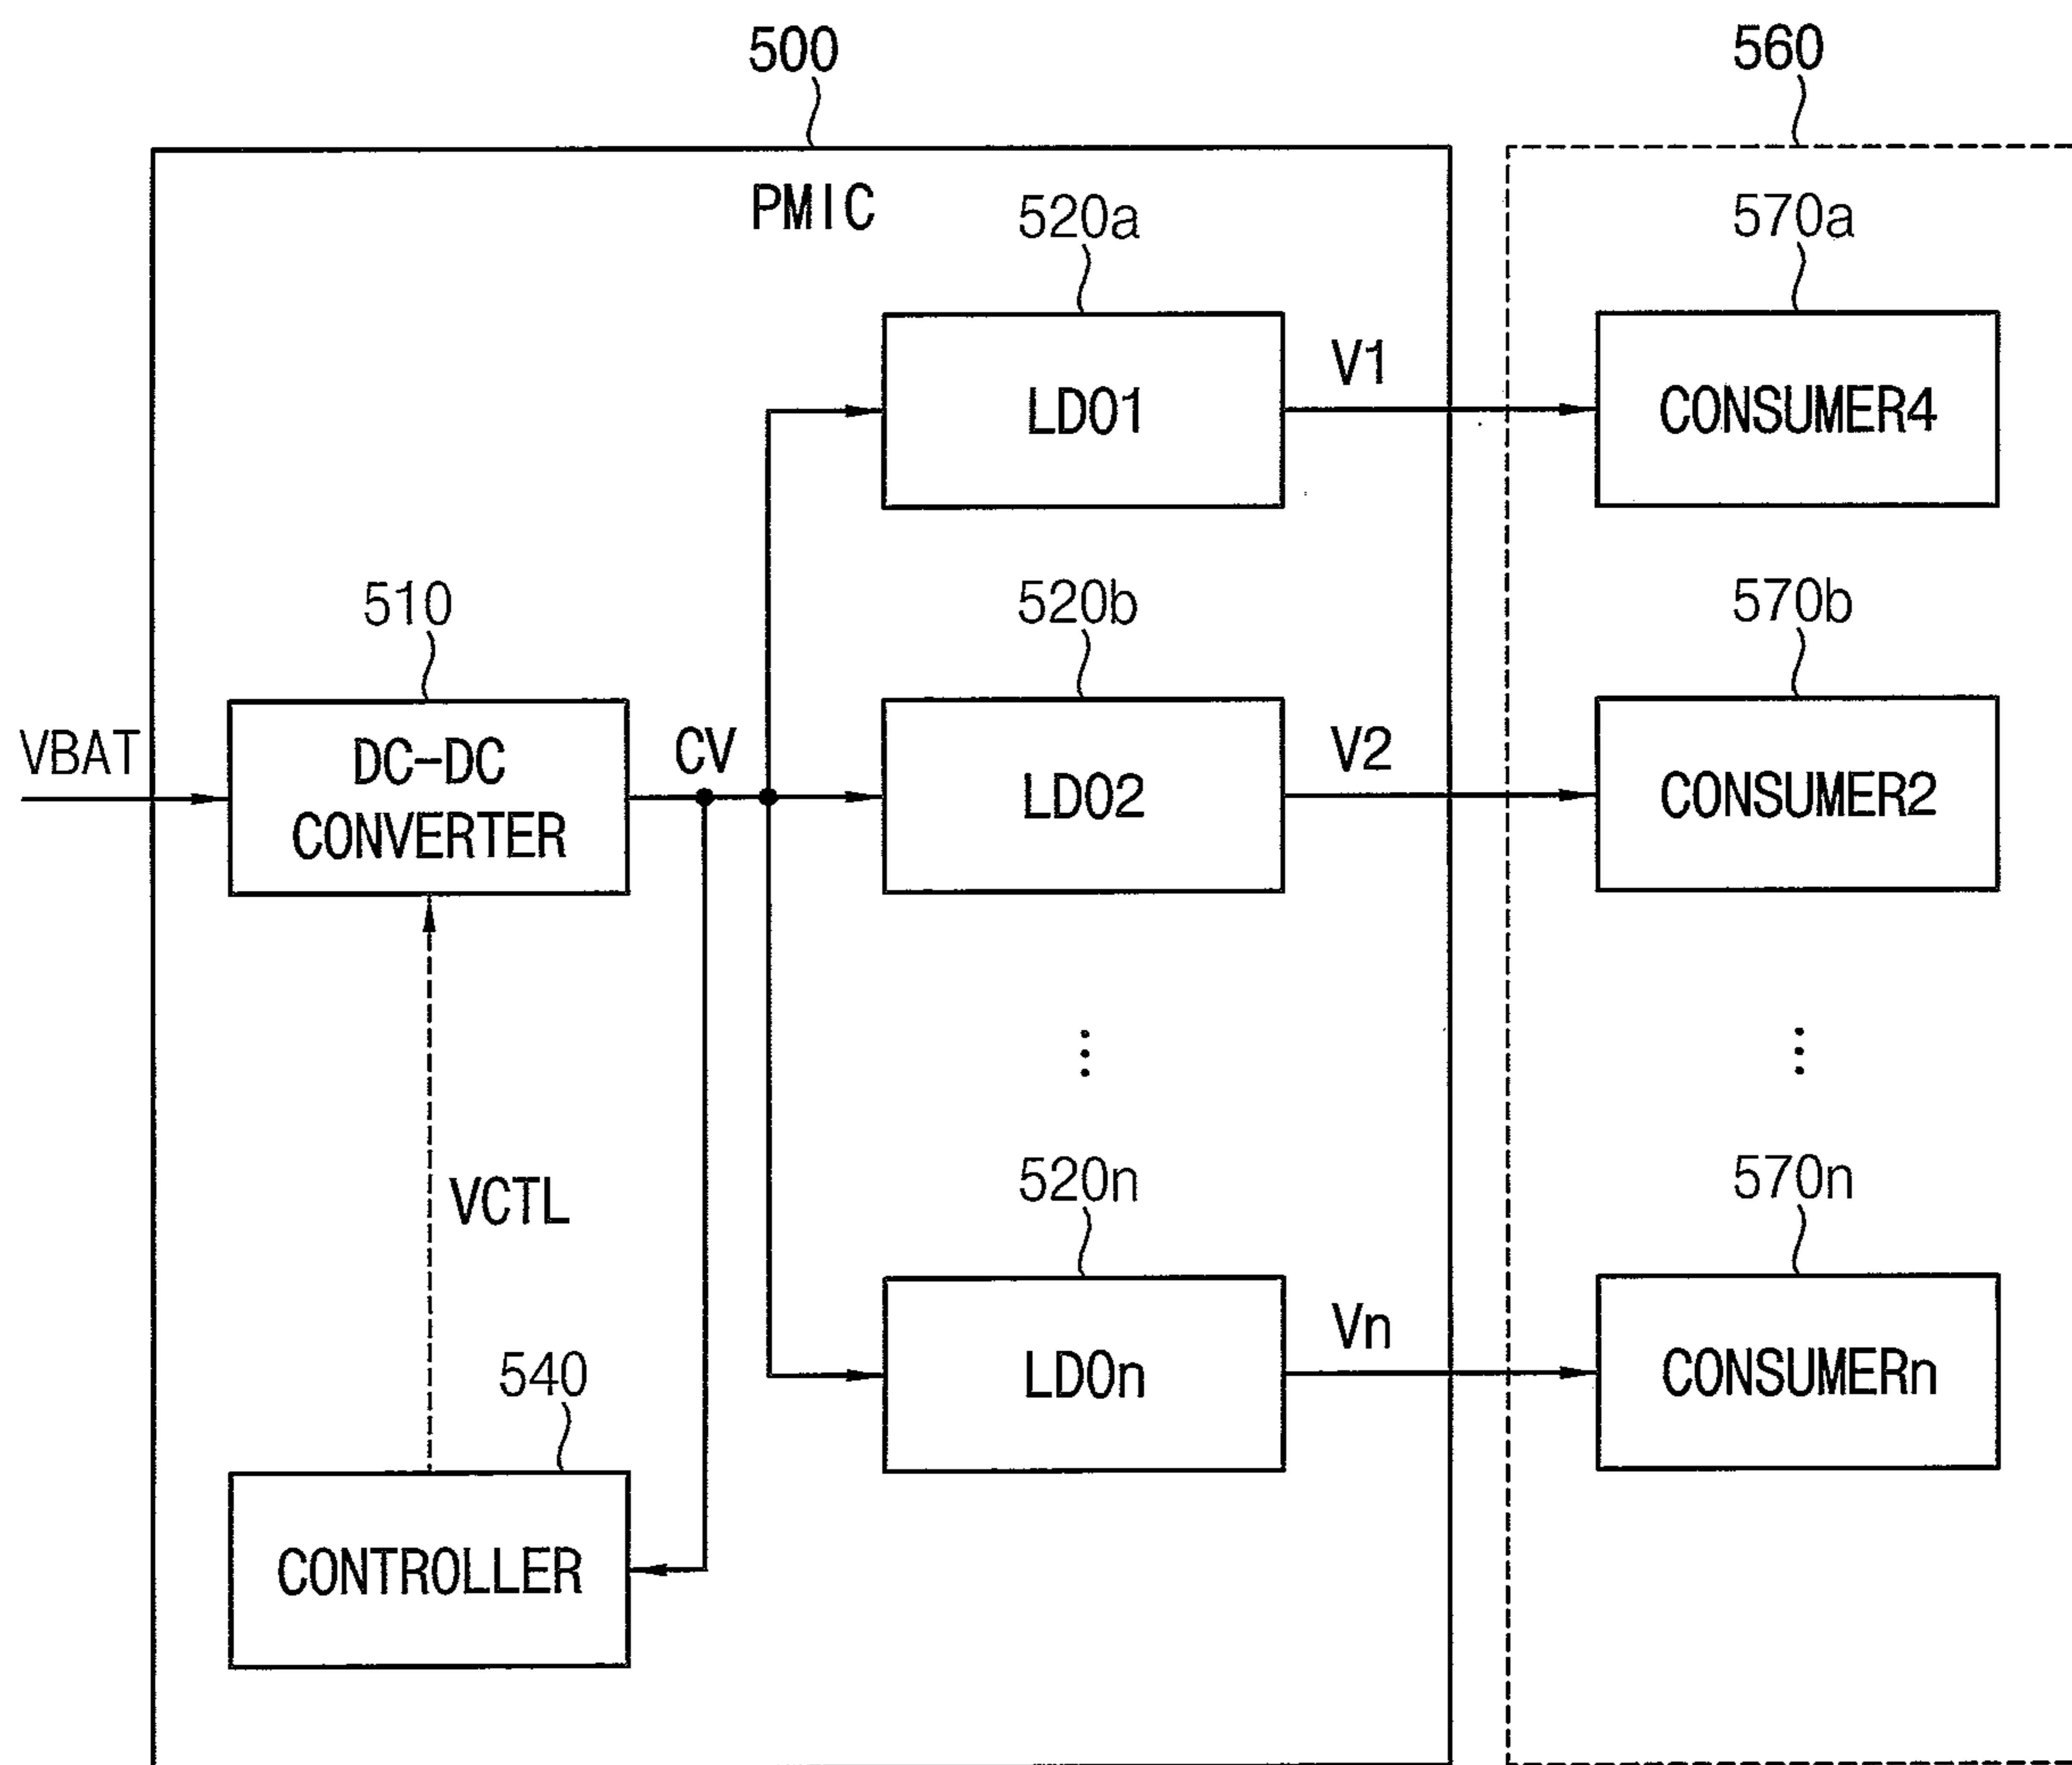 500
560
PMIC
520a
570a
LDO1
V1
CONSUMER4
510
520b
570b
VBAT
DC-DC
CONVERTER
CV
LDO2
V2
CONSUMER2
VCTL
520n
570n
540
LDOn
Vn
CONSUMERn
CONTROLLER